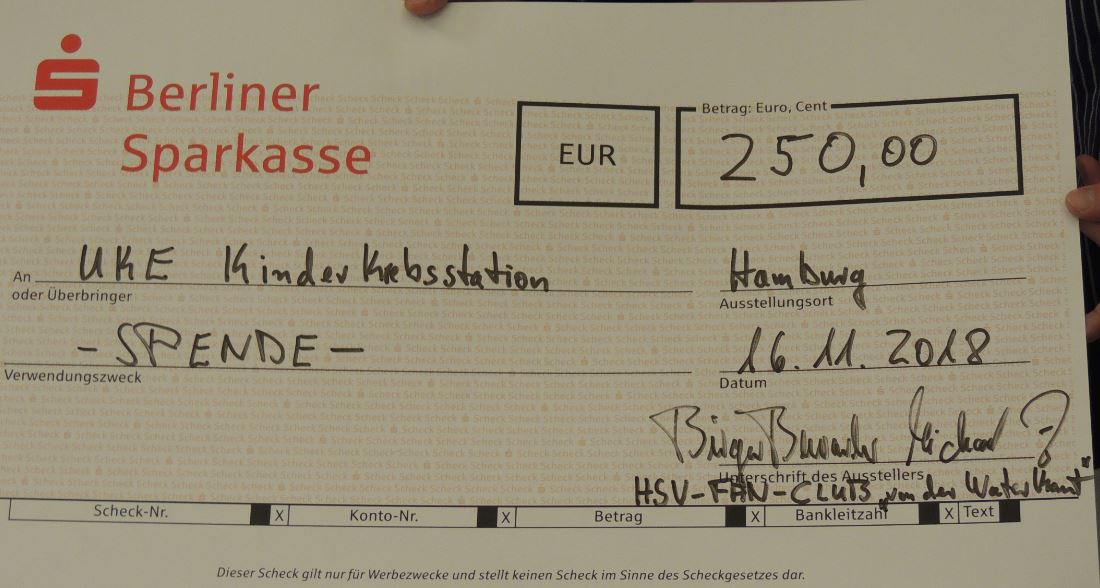 Berliner
Sparkasse
EUR
Betrag: Euro, Cent
250,00
An UKE Kinderkrebsstation
oder Überbringer
Hamburg
Ausstellungsort
- SPENDE -
Verwendungszweck
16.11.2018
Datum
Michael
Unterschrift des Ausstellers
HSV-FAN-CLUB „von der Waterkant"
Scheck-Nr. X Konto-Nr. X Betrag X Bankleitzahl X Text
Dieser Scheck gilt nur für Werbezwecke und stellt keinen Scheck im Sinne des Scheckgesetzes dar.